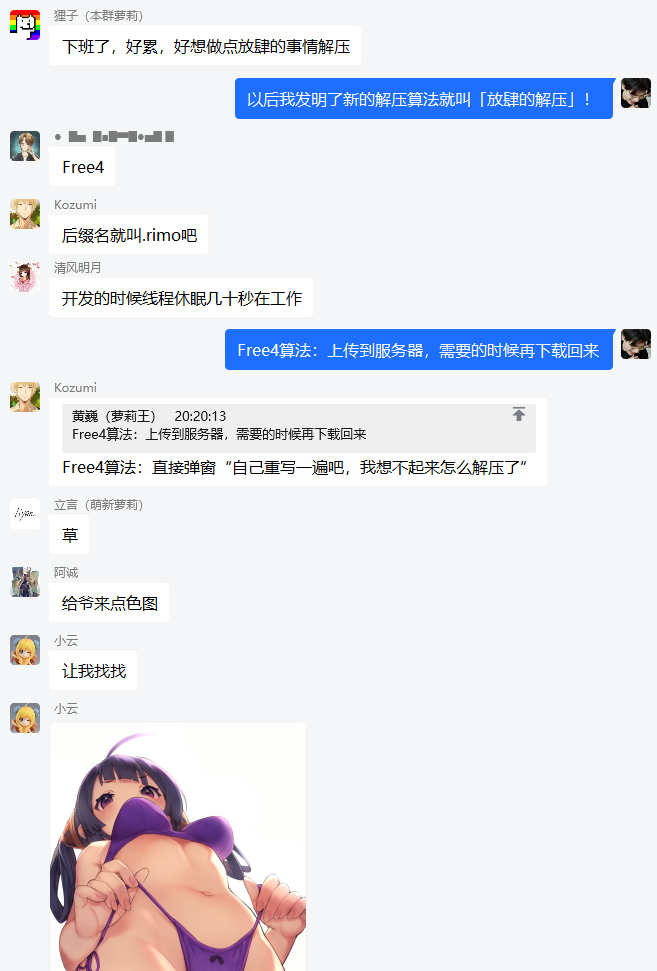 狸子（本群萝莉）
下班了，好累，好想做点放肆的事情解压
以后我发明了新的解压算法就叫「放肆的解压」！
Free4
Kozumi
后缀名就叫.rimo吧
清风明月
开发的时候线程休眠几十秒在工作
Free4算法：上传到服务器，需要的时候再下载回来
Kozumi
黄巍（萝莉王） 20:20:13
Free4算法：上传到服务器，需要的时候再下载回来
Free4算法：直接弹窗“自己重写一遍吧，我想不起来怎么解压了”
立言（萌新萝莉）
草
阿诚
给爷来点色图
小云
让我找找
小云